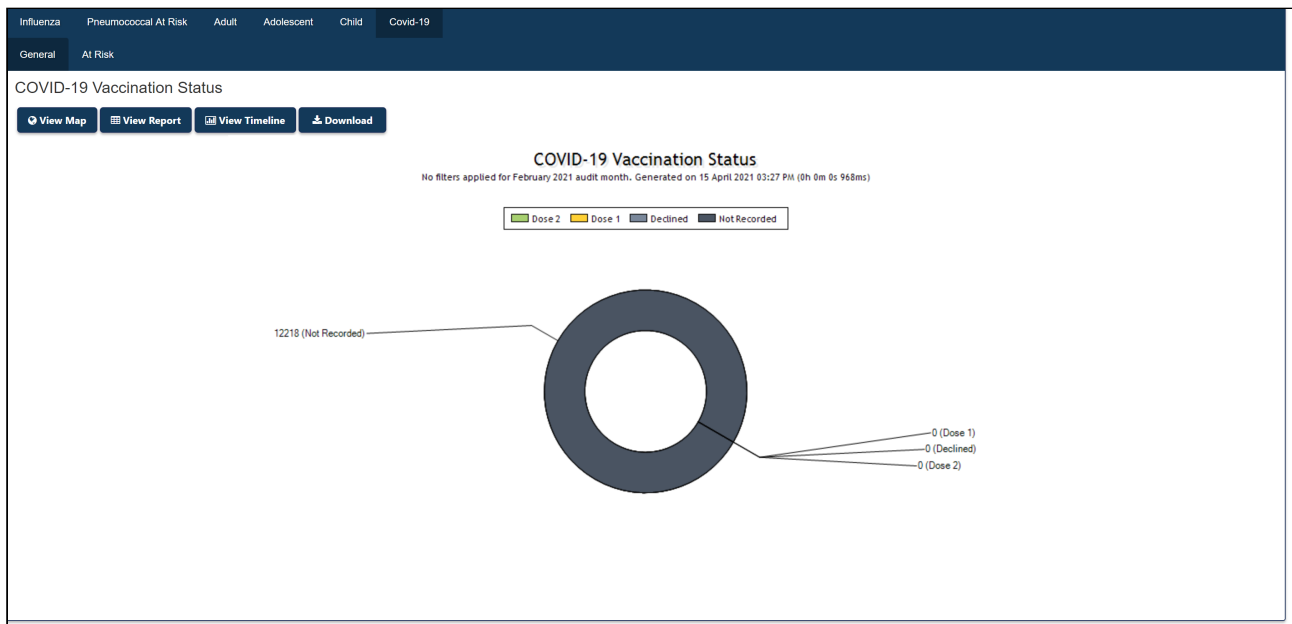 Influenza Pneumococcal At Risk Adult Adolescent Child Covid-19
General At Risk
COVID-19 Vaccination Status
View Map View Report View Timeline Download
COVID-19 Vaccination Status
No filters applied for February 2021 audit month. Generated on 15 April 2021 03:27 PM (0h 0m 0s 968ms)
Dose 2 Dose 1 Declined Not Recorded
12218 (Not Recorded)
0 (Dose 1)
0 (Declined)
0 (Dose 2)